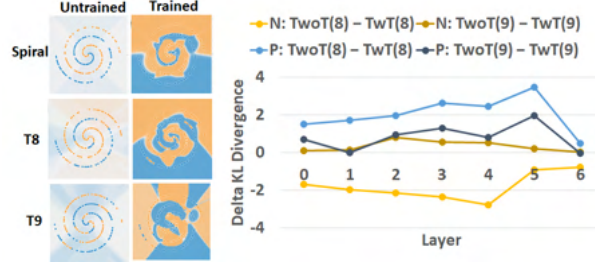 Untrained Trained
Spiral
T8
T9
N: TwoT(8) – TwT(8) N: TwoT(9) – TwT(9)
P: TwoT(8) – TwT(8) P: TwoT(9) – TwT(9)
Delta KL Divergence
4
2
0
-2
-4
0 1 2 3 4 5 6
Layer